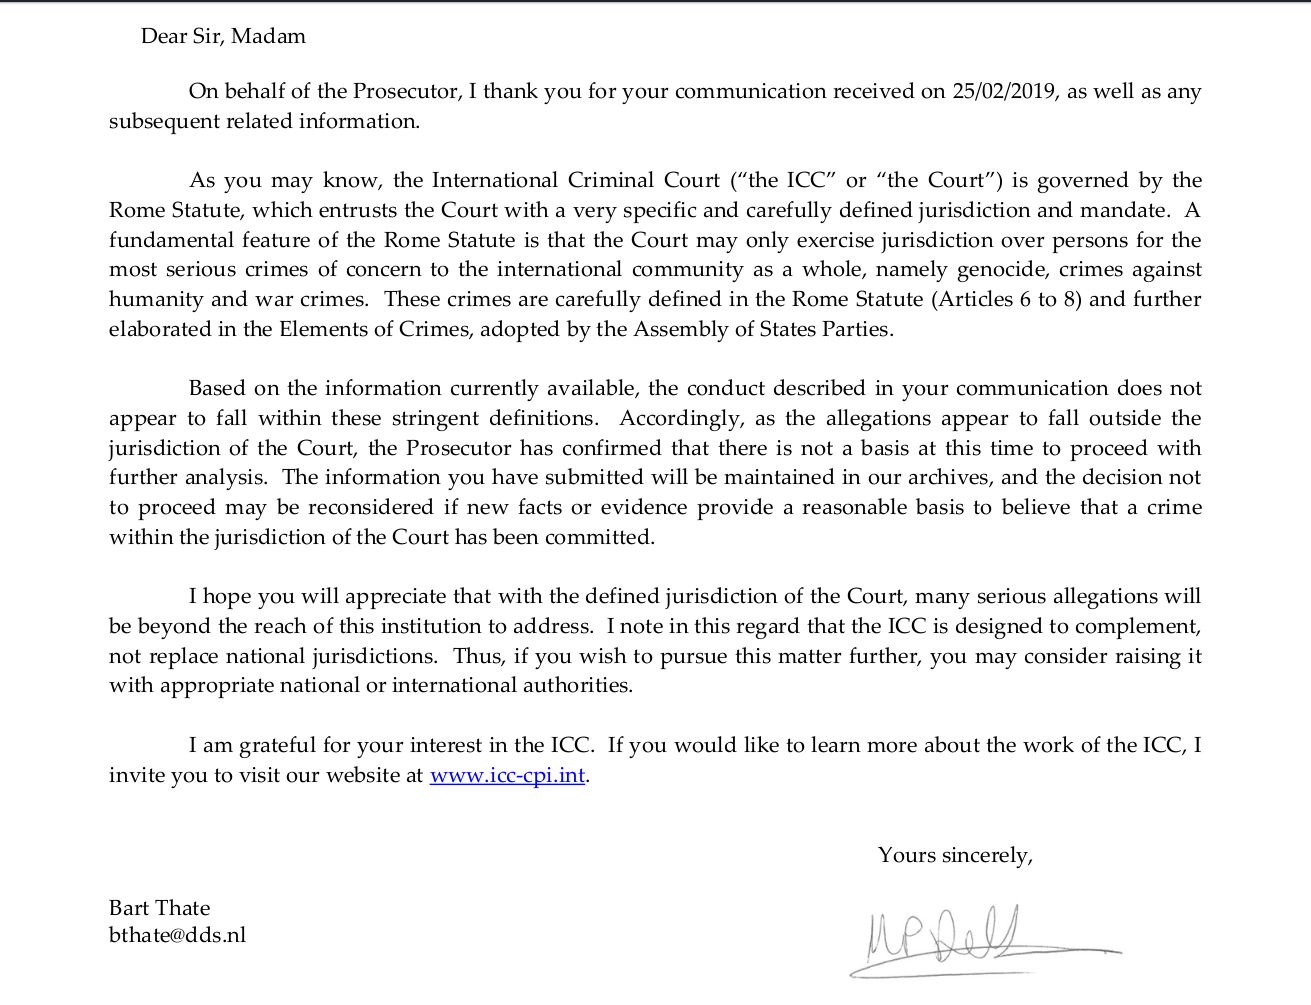 Dear Sir, Madam
On behalf of the Prosecutor, I thank you for your communication received on 25/02/2019, as well as any
subsequent related information.
As you may know, the International Criminal Court (“the ICC” or “the Court”) is governed by the
Rome Statute, which entrusts the Court with a very specific and carefully defined jurisdiction and mandate.  A
fundamental feature of the Rome Statute is that the Court may only exercise jurisdiction over persons for the
most serious crimes of concern to the international community as a whole, namely genocide, crimes against
humanity and war crimes.  These crimes are carefully defined in the Rome Statute (Articles 6 to 8) and further
elaborated in the Elements of Crimes, adopted by the Assembly of States Parties.
Based on the information currently available, the conduct described in your communication does not
appear to fall within these stringent definitions.  Accordingly, as the allegations appear to fall outside the
jurisdiction of the Court, the Prosecutor has confirmed that there is not a basis at this time to proceed with
further analysis.  The information you have submitted will be maintained in our archives, and the decision not
to proceed may be reconsidered if new facts or evidence provide a reasonable basis to believe that a crime
within the jurisdiction of the Court has been committed.
I hope you will appreciate that with the defined jurisdiction of the Court, many serious allegations will
be beyond the reach of this institution to address.  I note in this regard that the ICC is designed to complement,
not replace national jurisdictions.  Thus, if you wish to pursue this matter further, you may consider raising it
with appropriate national or international authorities.
I am grateful for your interest in the ICC.  If you would like to learn more about the work of the ICC, I
invite you to visit our website at www.icc-cpi.int.
Yours sincerely,
Bart Thate
bthate@dds.nl